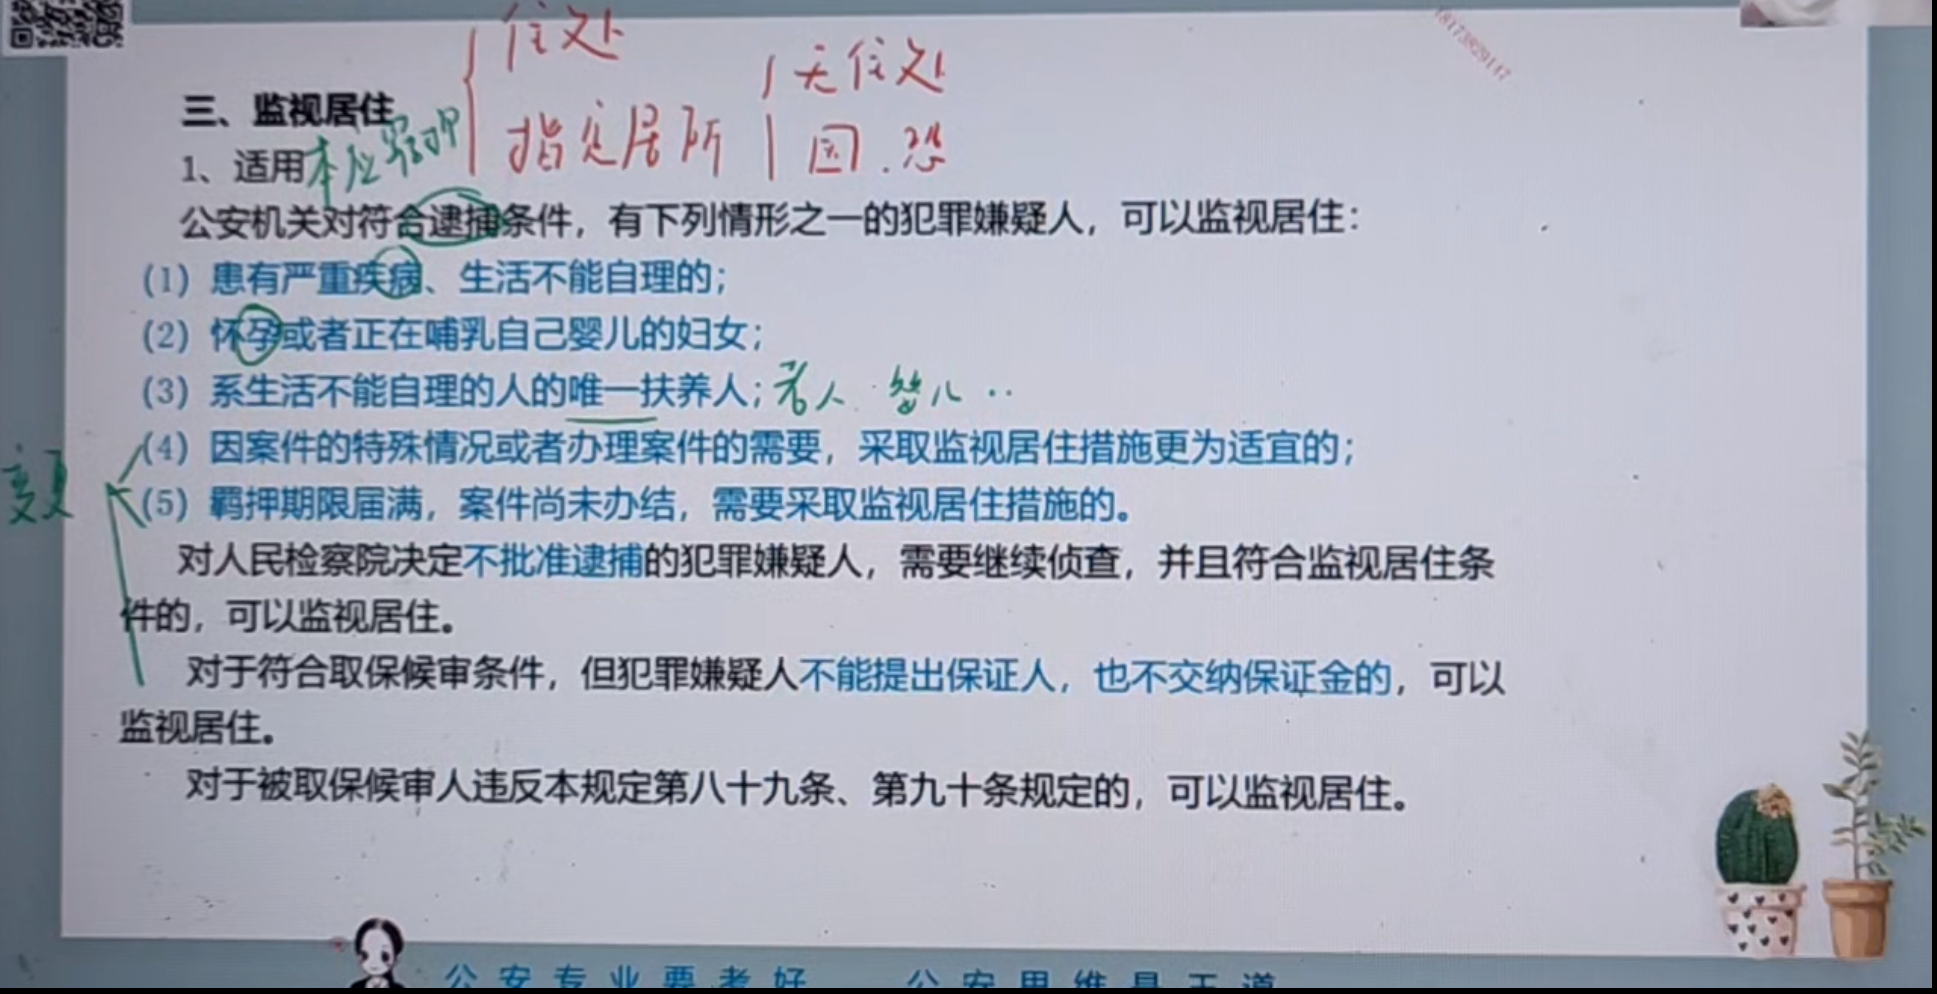 住处
无住处
18173829147
三、监视居住
指定居所
国.恐
1、适用
本应
公安机关对符合逮捕条件，有下列情形之一的犯罪嫌疑人，可以监视居住：
（1）患有严重疾病、生活不能自理的；
（2）怀孕或者正在哺乳自己婴儿的妇女；
（3）系生活不能自理的人的唯一扶养人；老人 婴儿 ..
（4）因案件的特殊情况或者办理案件的需要，采取监视居住措施更为适宜的；
变更
（5）羁押期限届满，案件尚未办结，需要采取监视居住措施的。
对人民检察院决定不批准逮捕的犯罪嫌疑人，需要继续侦查，并且符合监视居住条
件的，可以监视居住。
对于符合取保候审条件，但犯罪嫌疑人不能提出保证人，也不交纳保证金的，可以
监视居住。
对于被取保候审人违反本规定第八十九条、第九十条规定的，可以监视居住。
公安专业要考好 公安思维是王道